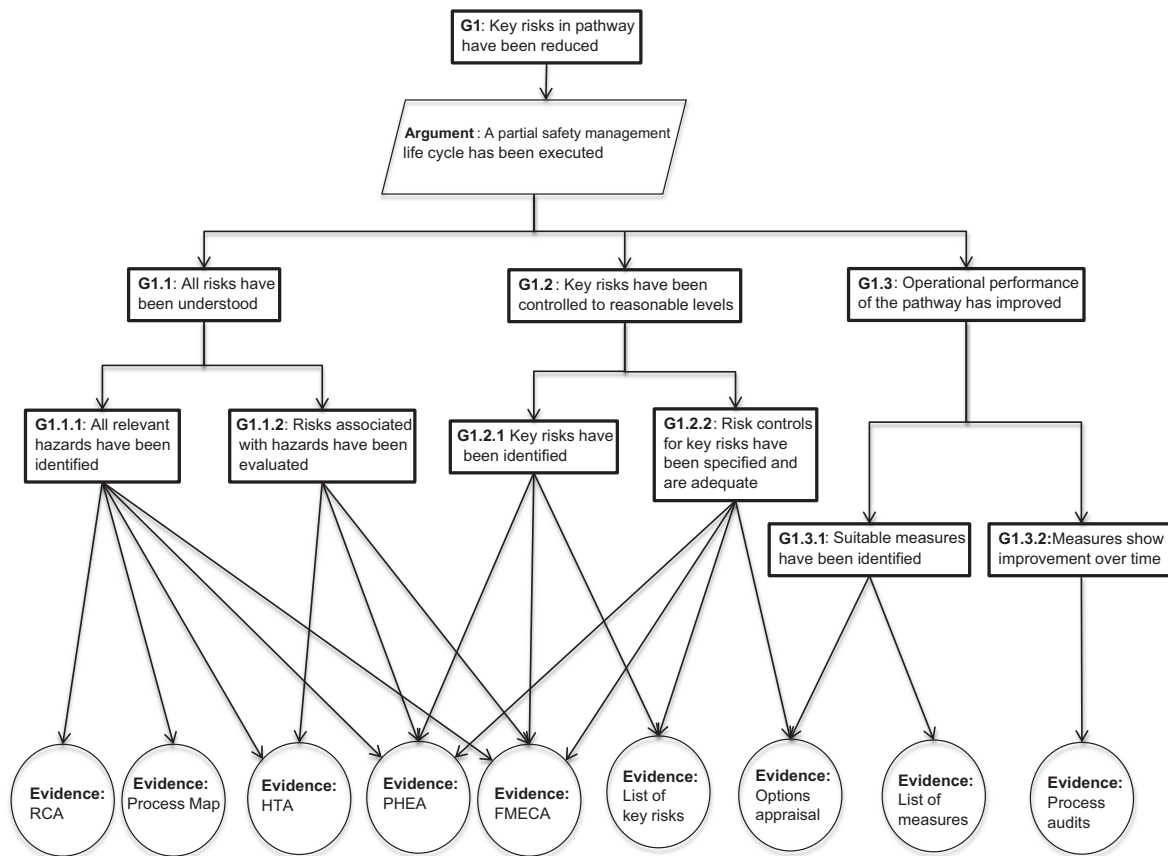 G1: Key risks in pathway
have been reduced
Argument : A partial safety management
life cycle has been executed
G1.1: All risks have
been understood
G1.2: Key risks have been
controlled to reasonable levels
G1.3: Operational performance
of the pathway has improved
G1.1.1: All relevant
hazards have been
identified
G1.1.2: Risks associated
with hazards have been
evaluated
G1.2.1 Key risks have
been identified
G1.2.2: Risk controls
for key risks have
been specified and
are adequate
G1.3.1: Suitable measures
have been identified
G1.3.2:Measures show
improvement over time
Evidence:
RCA
Evidence:
Process Map
Evidence:
HTA
Evidence:
PHEA
Evidence:
FMECA
Evidence:
List of
key risks
Evidence:
Options
appraisal
Evidence:
List of
measures
Evidence:
Process
audits